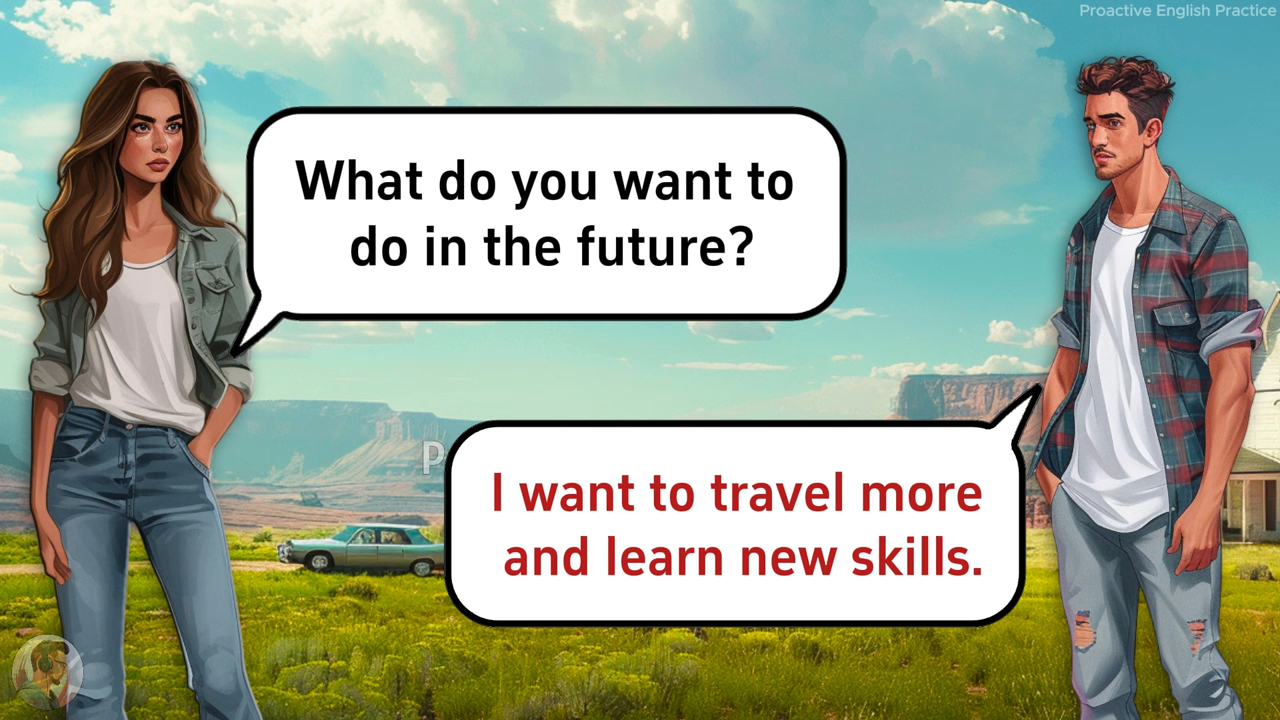 Proactive English Practice
What do you want to
do in the future?
I want to travel more
and learn new skills.